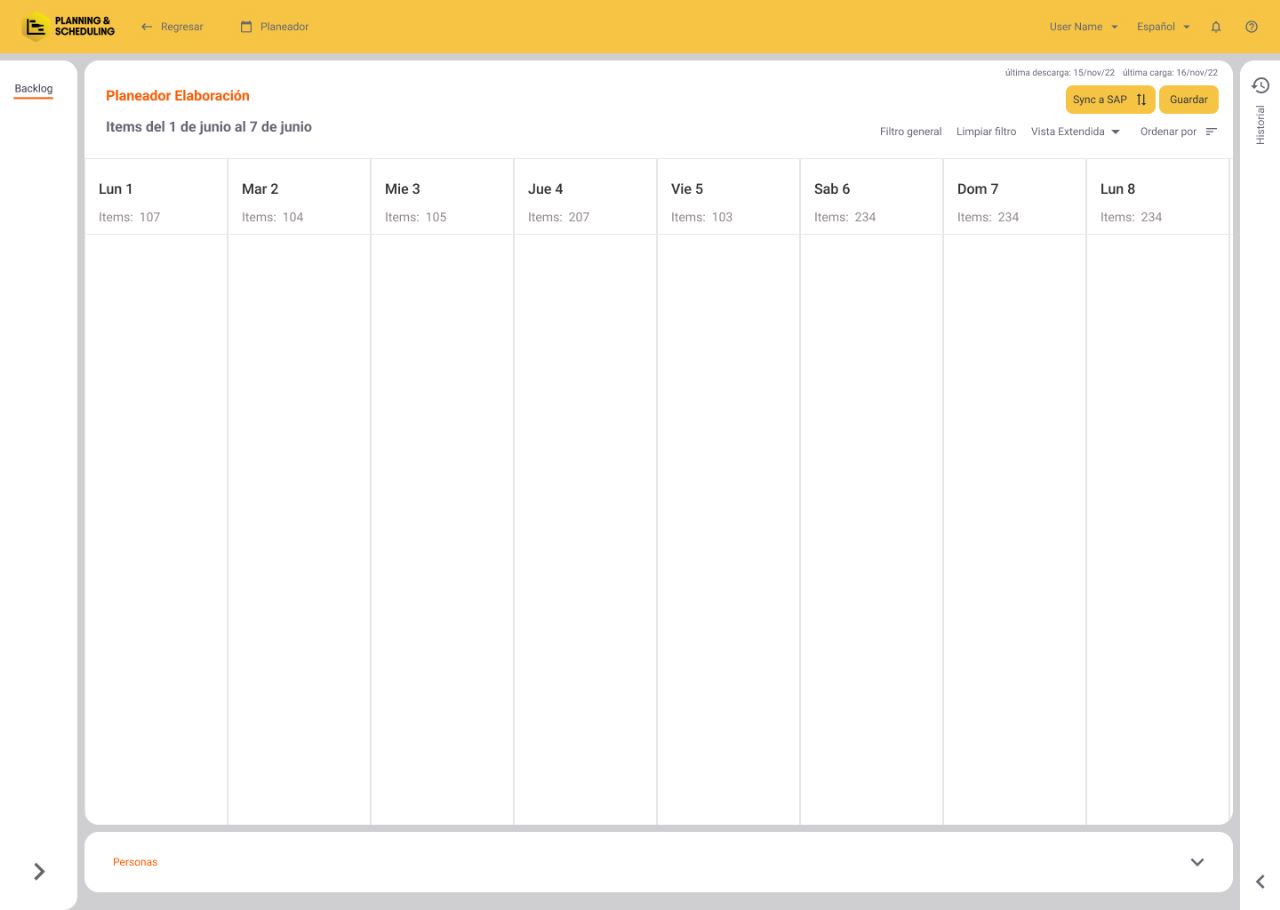 PLANNING & SCHEDULING
Regresar
Planeador
User Name
Español
Backlog
última descarga: 15/nov/22 última carga: 16/nov/22
Planeador Elaboración
Sync a SAP
Guardar
Items del 1 de junio al 7 de junio
Filtro general
Limpiar filtro
Vista Extendida
Ordenar por
Historial
Lun 1
Items: 107
Mar 2
Items: 104
Mie 3
Items: 105
Jue 4
Items: 207
Vie 5
Items: 103
Sab 6
Items: 234
Dom 7
Items: 234
Lun 8
Items: 234
Personas